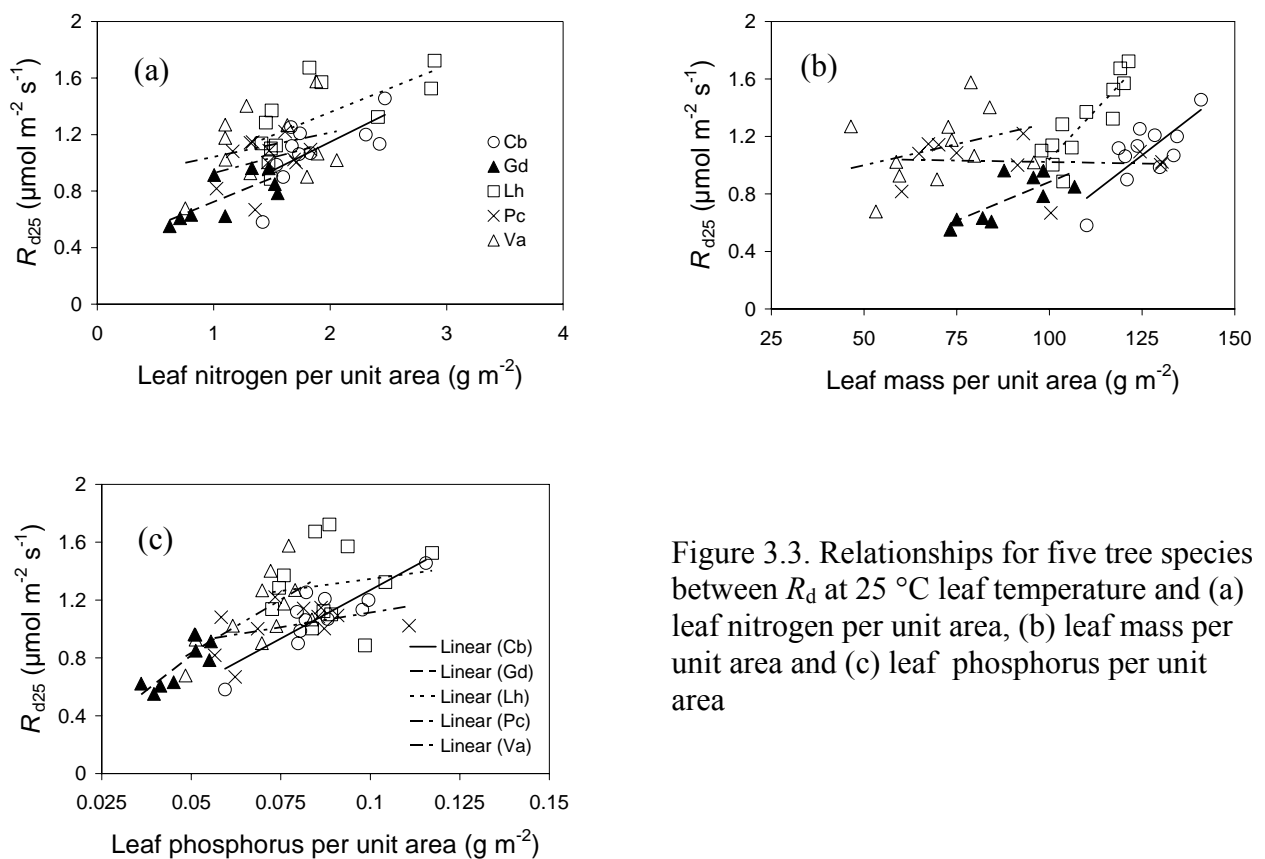 (a)
2
1.6
1.2
0.8
0.4
0
R_d25 (µmol m⁻² s⁻¹)
0 1 2 3 4
Leaf nitrogen per unit area (g m⁻²)
Cb
Gd
Lh
Pc
Va
(b)
2
1.6
1.2
0.8
0.4
0
R_d25 (µmol m⁻² s⁻¹)
25 50 75 100 125 150
Leaf mass per unit area (g m⁻²)
(c)
2
1.6
1.2
0.8
0.4
0
R_d25 (µmol m⁻² s⁻¹)
0.025 0.05 0.075 0.1 0.125 0.15
Leaf phosphorus per unit area (g m⁻²)
Linear (Cb)
Linear (Gd)
Linear (Lh)
Linear (Pc)
Linear (Va)
Figure 3.3. Relationships for five tree species
between R_d at 25 °C leaf temperature and (a)
leaf nitrogen per unit area, (b) leaf mass per
unit area and (c) leaf phosphorus per unit
area